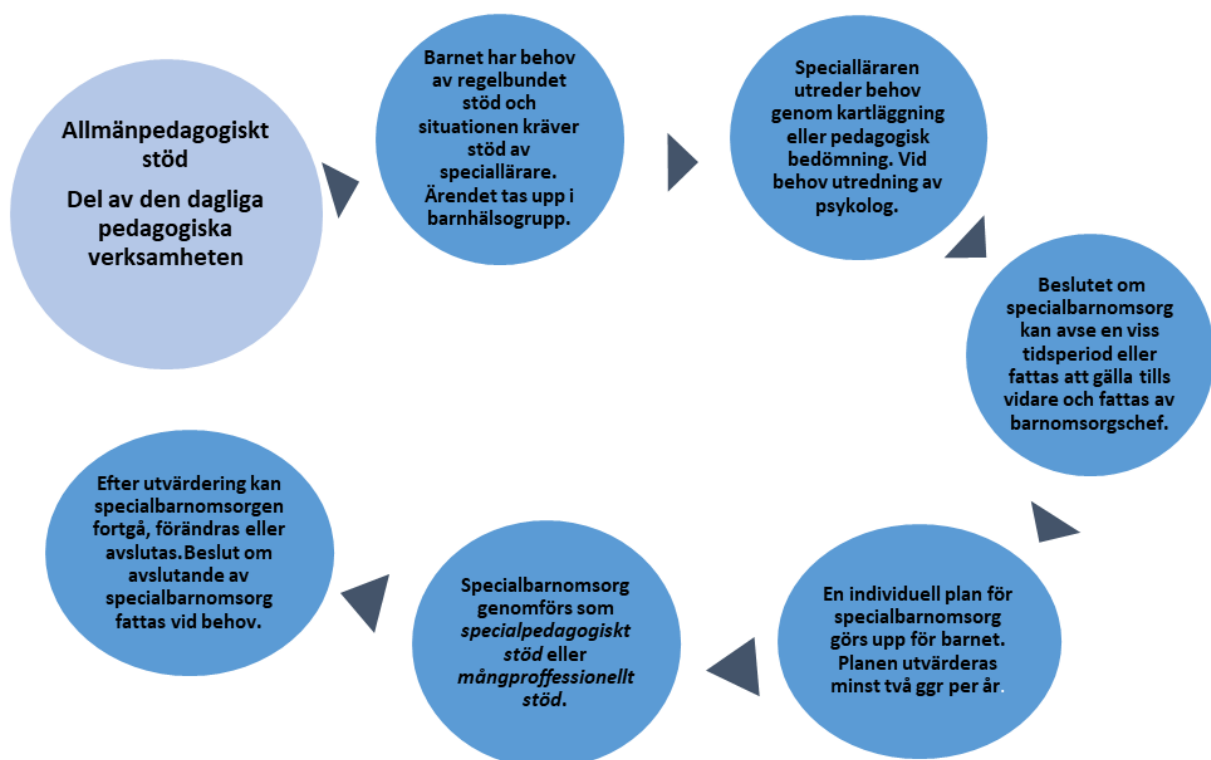 Allmänpedagogiskt
stöd
Del av den dagliga
pedagogiska
verksamheten
Barnet har behov
av regelbundet
stöd och
situationen kräver
stöd av
speciallärare.
Ärendet tas upp i
barnhälsogrupp.
Specialläraren
utreder behov
genom kartläggning
eller pedagogisk
bedömning. Vid
behov utredning av
psykolog.
Beslutet om
specialbarnomsorg
kan avse en viss
tidsperiod eller
fattas att gälla tills
vidare och fattas av
barnomsorgschef.
En individuell plan för
specialbarnomsorg
görs upp för barnet.
Planen utvärderas
minst två ggr per år.
Specialbarnomsorg
genomförs som
specialpedagogiskt
stöd eller
mångproffessionellt
stöd.
Efter utvärdering kan
specialbarnomsorgen
fortgå, förändras eller
avslutas.Beslut om
avslutande av
specialbarnomsorg
fattas vid behov.